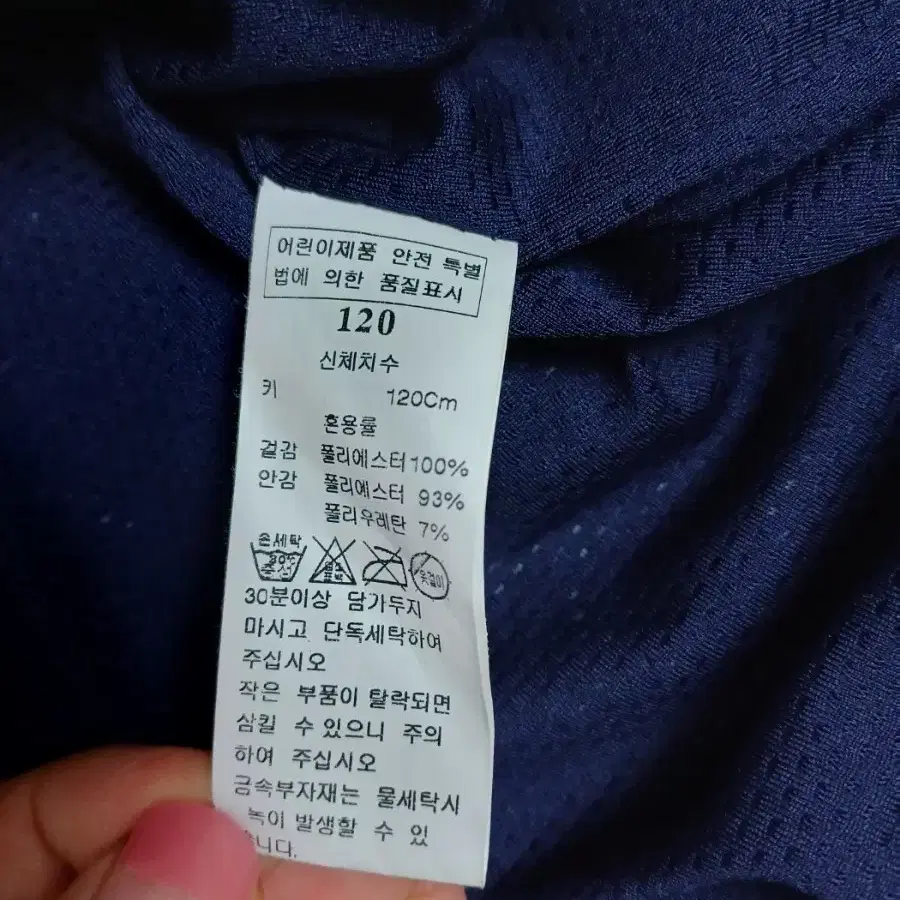 어린이제품 안전 특별
법에 의한 품질표시
120
신체치수
키 120Cm
혼용률
겉감 폴리에스터100%
안감 폴리에스터 93%
폴리우레탄 7%
손세탁
30℃
옷걸이
30분이상 담가두지
마시고 단독세탁하여
주십시오
작은 부품이 탈락되면
삼킬 수 있으니 주의
하여 주십시오
금속부자재는 물세탁시
녹이 발생할 수 있
습니다.